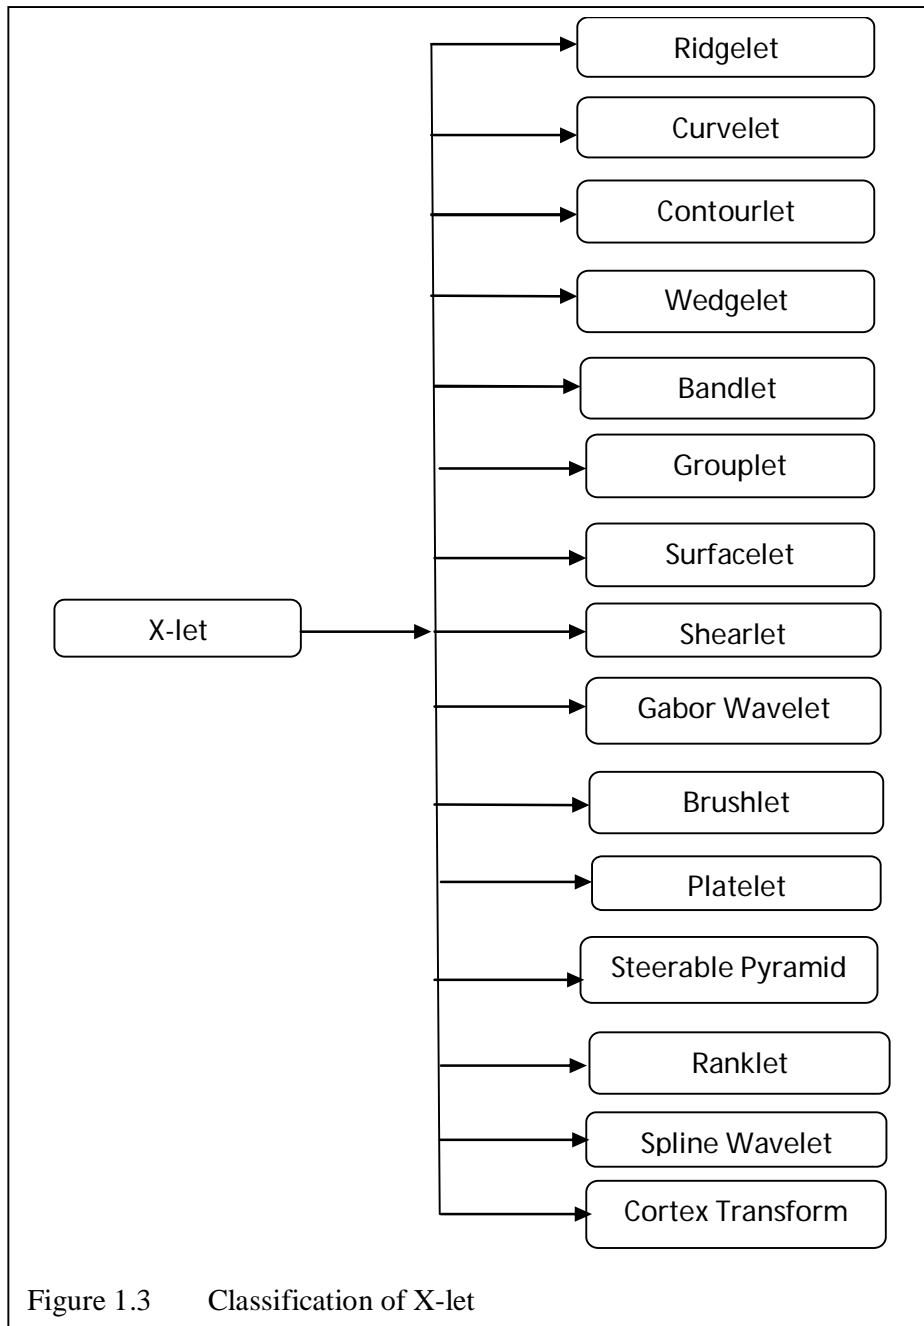 Ridgelet
Curvelet
Contourlet
Wedgelet
Bandlet
Grouplet
Surfacelet
X-let
Shearlet
Gabor Wavelet
Brushlet
Platelet
Steerable Pyramid
Ranklet
Spline Wavelet
Cortex Transform
Figure 1.3 Classification of X-let